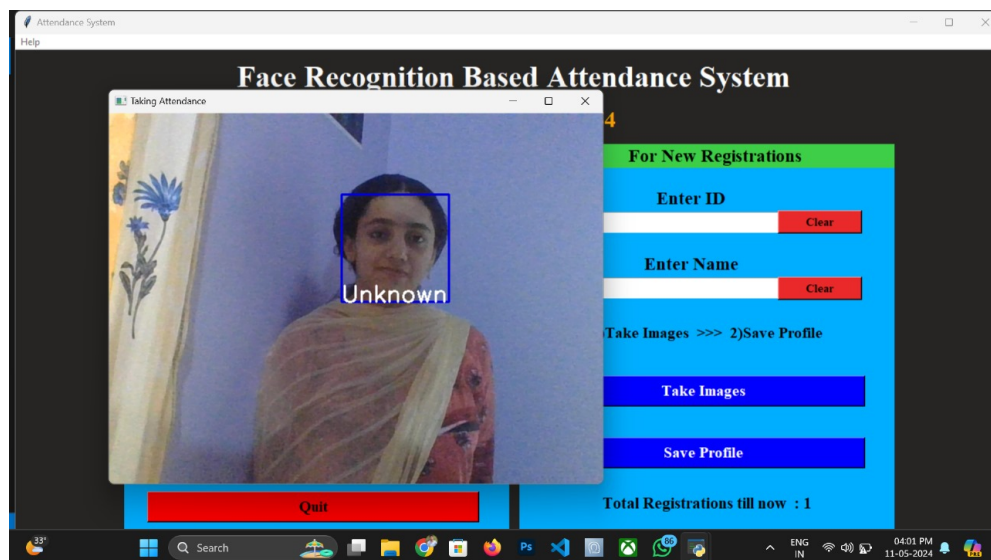 Attendance System
Help
Face Recognition Based Attendance System
Taking Attendance
4
For New Registrations
Enter ID
Clear
Enter Name
Clear
Unknown
Take Images >>> 2)Save Profile
Take Images
Save Profile
Quit
Total Registrations till now : 1
33°
Search
Ps
86
ENG
IN
04:01 PM
11-05-2024